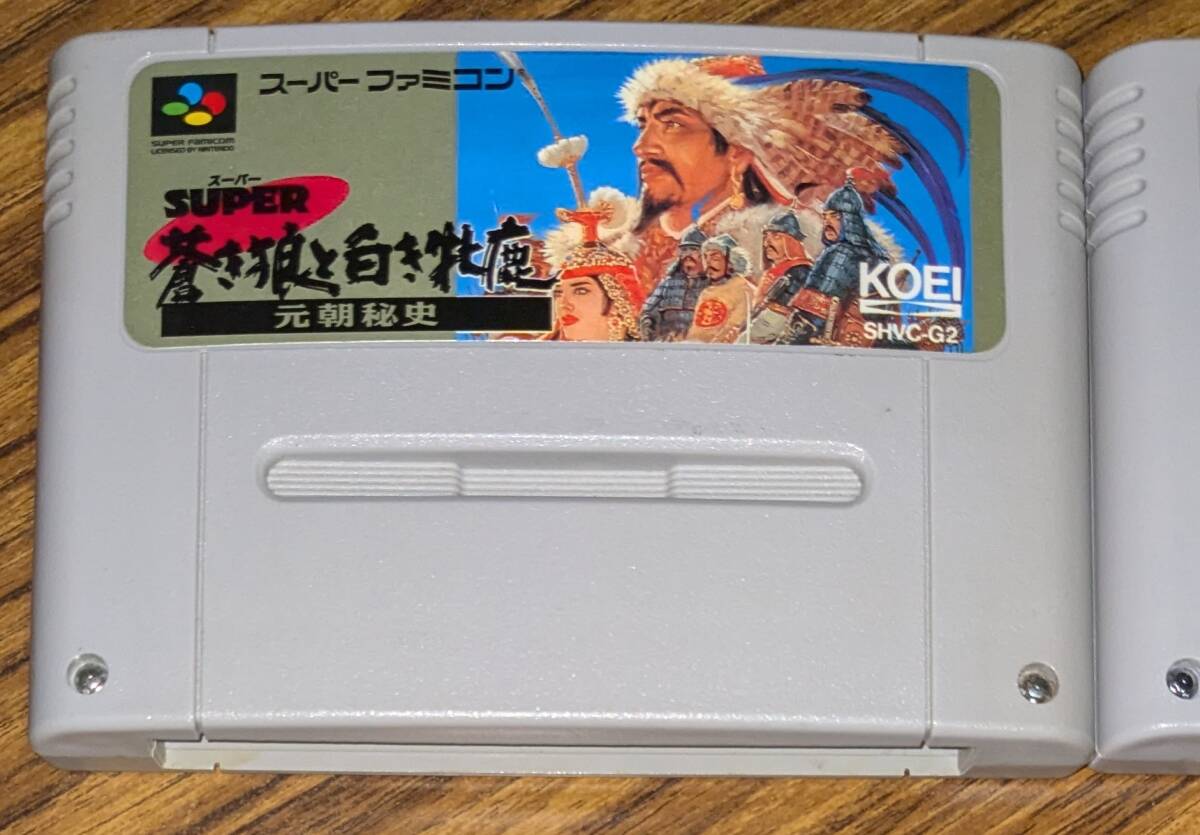 スーパーファミコン
SUPER FAMICOM
LICENSED BY NINTENDO
スーパー
SUPER
蒼き狼と白き牝鹿
元朝秘史
KOEI
SHVC-G2